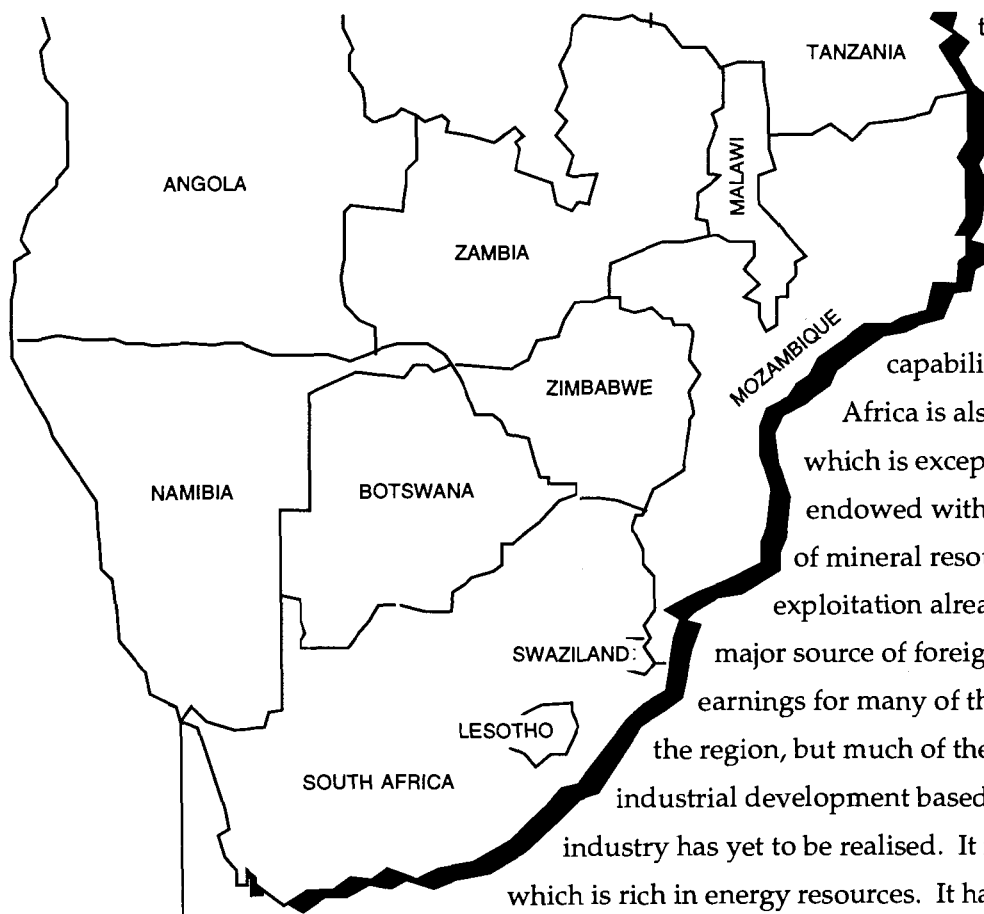 TANZANIA
ANGOLA
MALAWI
ZAMBIA
MOZAMBIQUE
ZIMBABWE
NAMIBIA
BOTSWANA
SWAZILAND
LESOTHO
SOUTH AFRICA
t
capabili
Africa is als
which is excep
endowed with
of mineral resou
exploitation alrea
major source of foreig
earnings for many of th
the region, but much of the
industrial development based
industry has yet to be realised. It
which is rich in energy resources. It ha